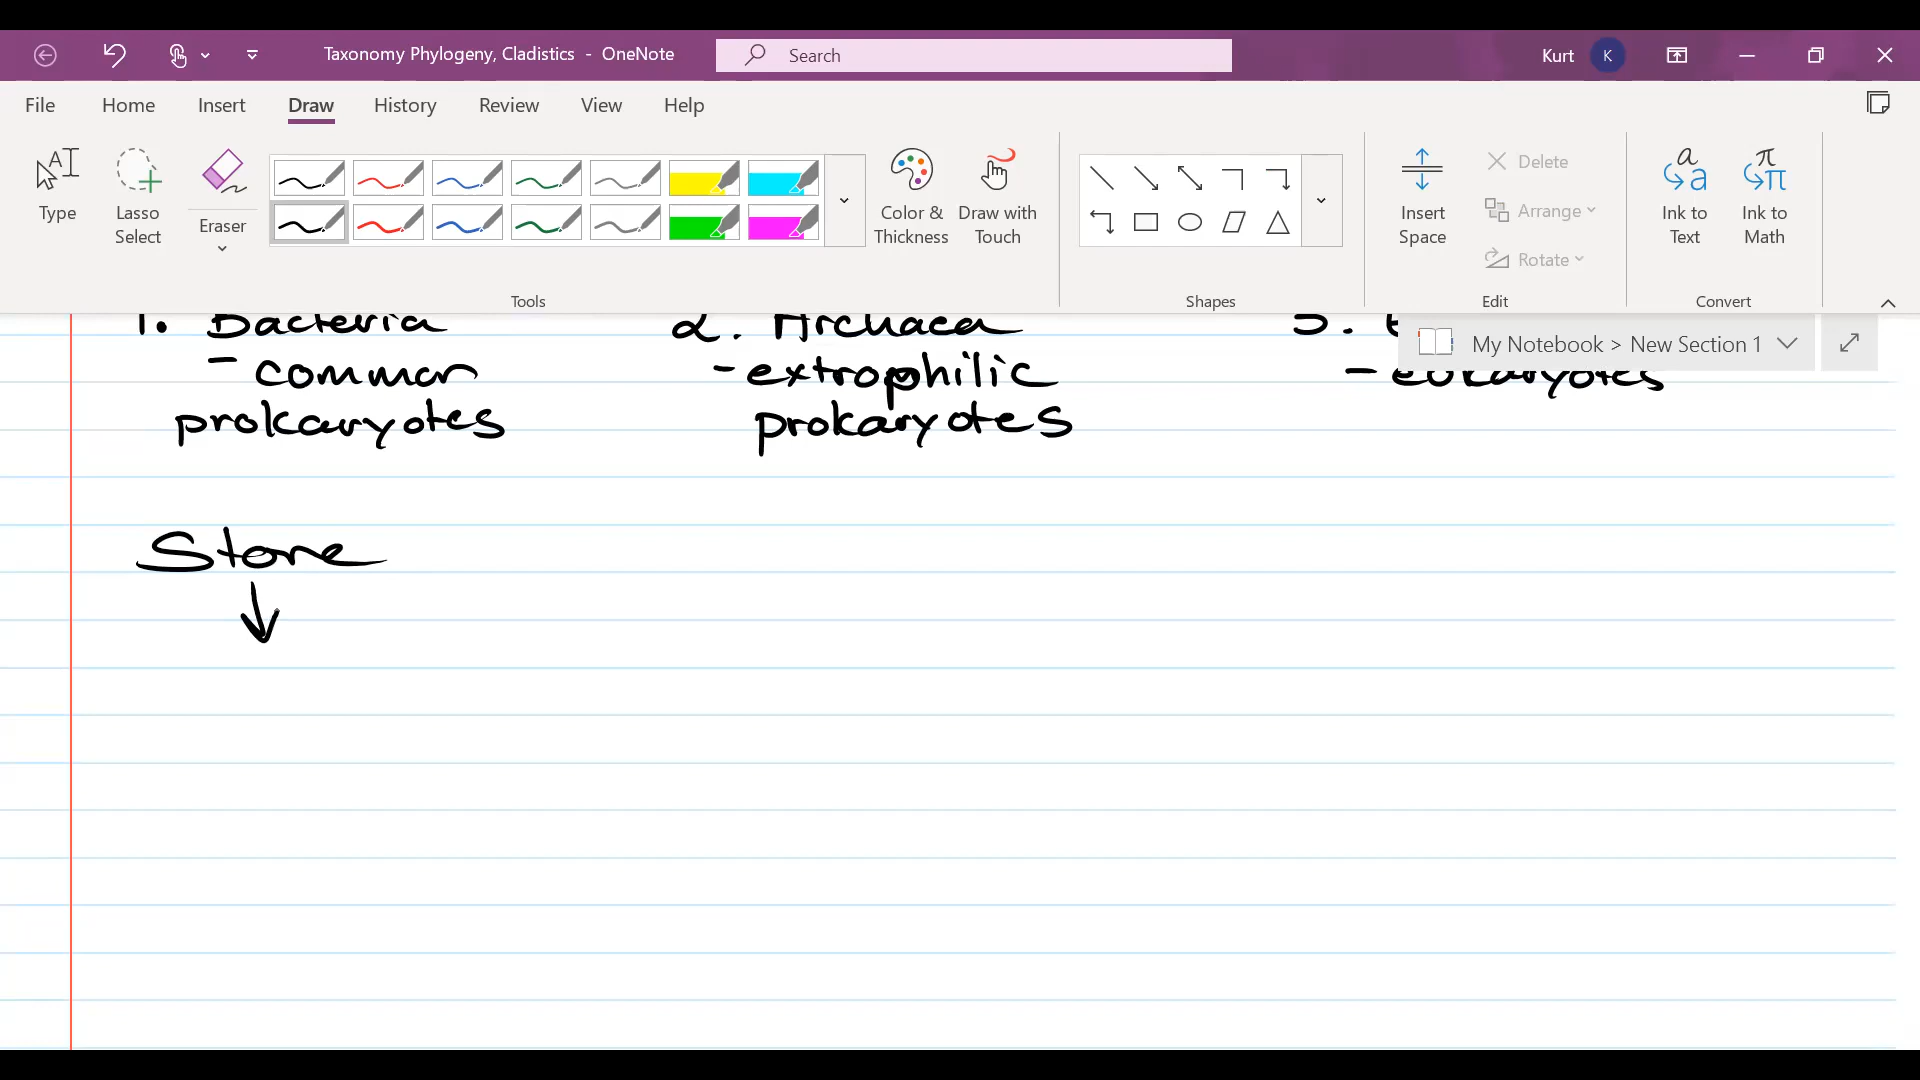 Taxonomy Phylogeny, Cladistics - OneNote
Search
Kurt K
File Home Insert Draw History Review View Help
Type
Lasso Select
Eraser
Color & Thickness
Draw with Touch
Insert Space
Delete
Arrange
Rotate
Ink to Text
Ink to Math
Tools
Shapes
Edit
Convert
My Notebook > New Section 1
1. Bacteria 2. Archaea 3.
- common - extrophilic - eukaryotes
prokaryotes prokaryotes
Store